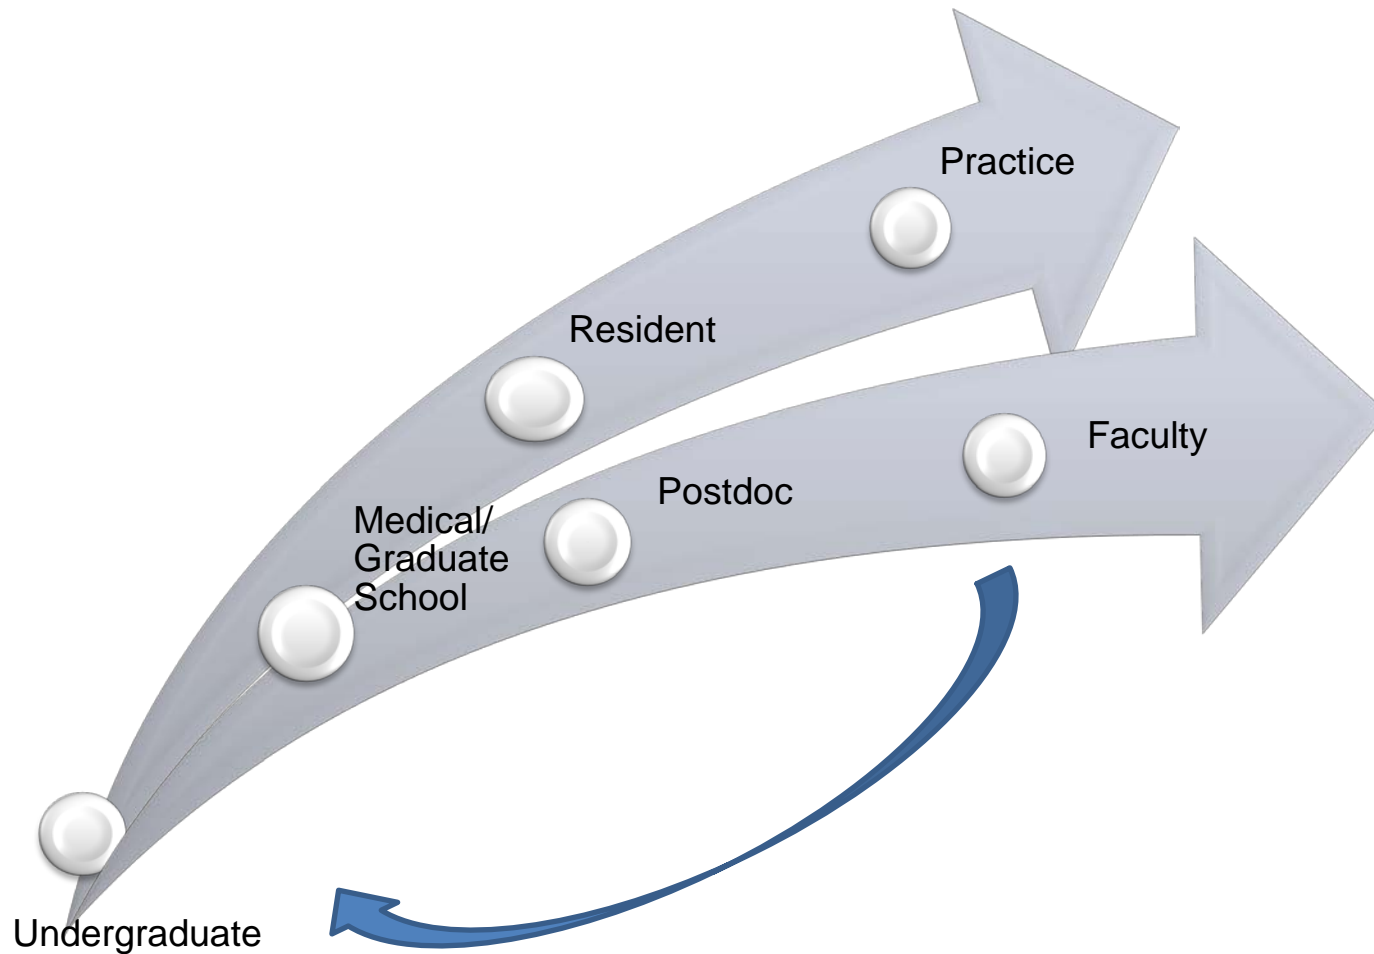 Practice
Resident
Faculty
Postdoc
Medical/
Graduate
School
Undergraduate